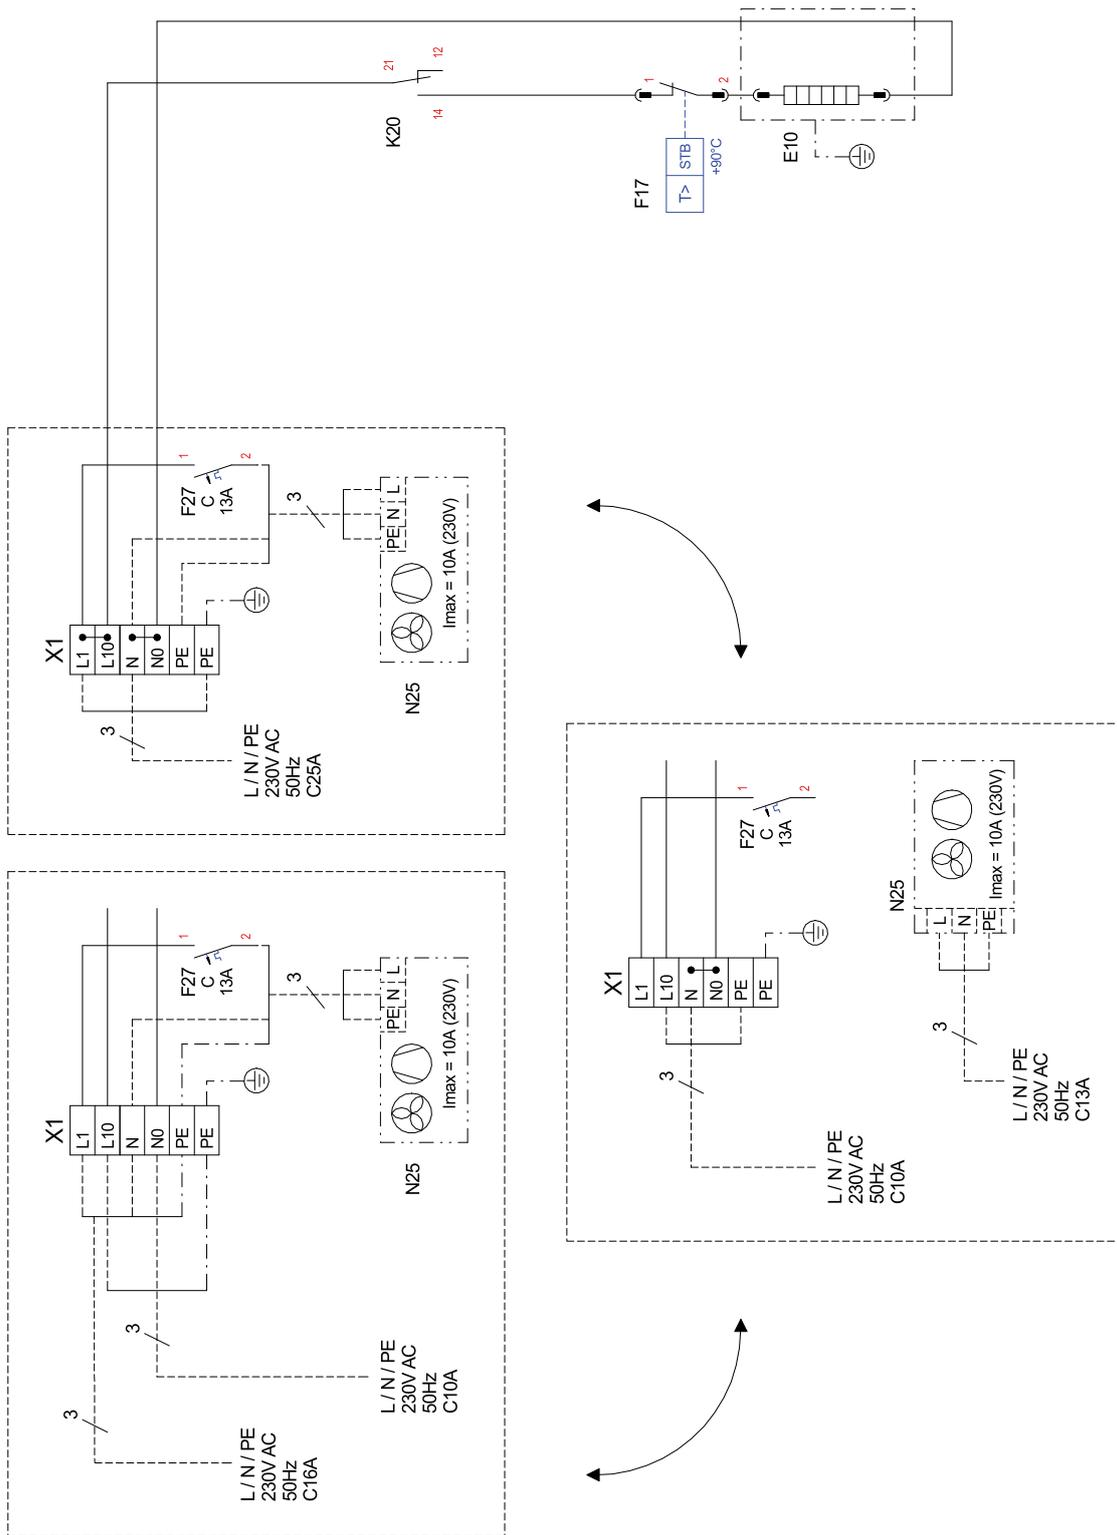 21
12
14
K20
1
2
STB
T>
+90°C
F17
E10
1
2
F27
C
13A
3
PE
N
L
Imax = 10A (230V)
N25
X1
L1
L10
N
N0
PE
PE
3
L / N / PE
230V AC
50Hz
C25A
1
2
F27
C
13A
3
PE
N
L
Imax = 10A (230V)
N25
X1
L1
L10
N
N0
PE
PE
3
L / N / PE
230V AC
50Hz
C10A
3
L / N / PE
230V AC
50Hz
C16A
1
2
F27
C
13A
X1
L1
L10
N
N0
PE
PE
3
L / N / PE
230V AC
50Hz
C10A
N25
Imax = 10A (230V)
L
N
PE
3
L / N / PE
230V AC
50Hz
C13A